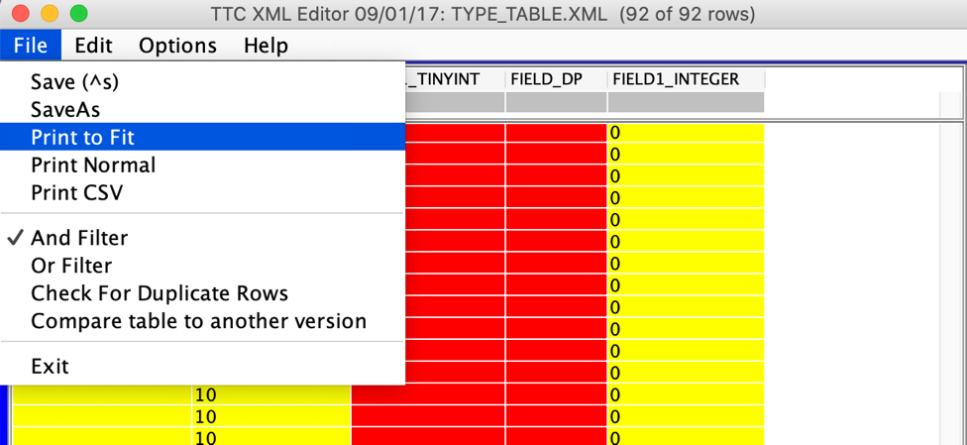 TTC XML Editor 09/01/17: TYPE_TABLE.XML (92 of 92 rows)
File Edit Options Help
_TINYINT FIELD_DP FIELD1_INTEGER
Save (^s)
SaveAs
Print to Fit
Print Normal
Print CSV
✓ And Filter
Or Filter
Check For Duplicate Rows
Compare table to another version
Exit
0
0
0
0
0
0
0
0
0
0
0
0
10 0
10 0
10 0